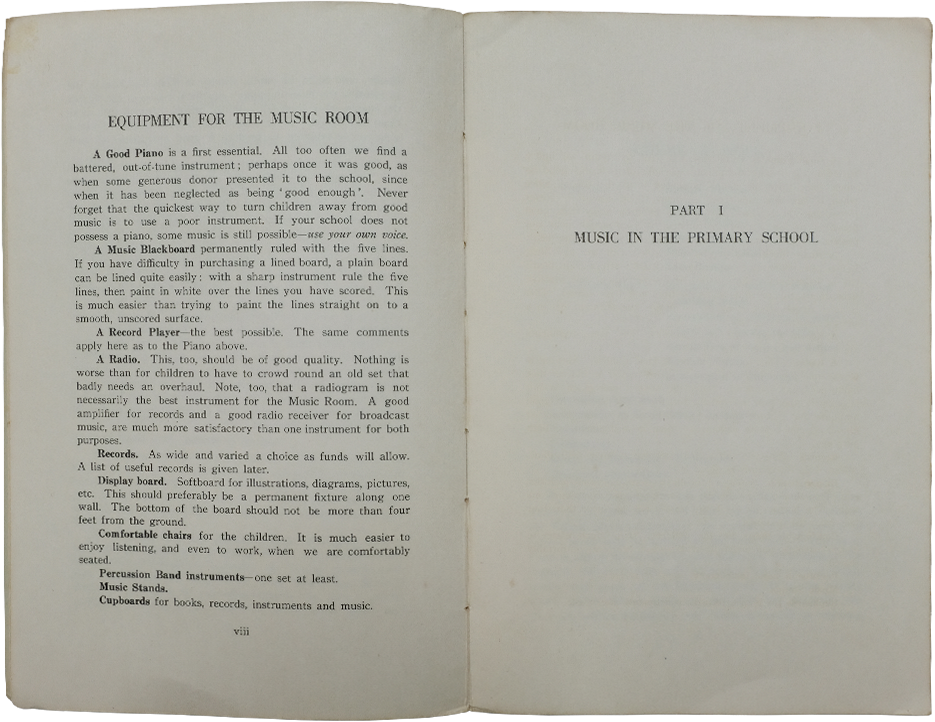 EQUIPMENT FOR THE MUSIC ROOM
A Good Piano is a first essential. All too often we find a
battered, out-of-tune instrument; perhaps once it was good, as
when some generous donor presented it to the school, since
when it has been neglected as being 'good enough'. Never
forget that the quickest way to turn children away from good
music is to use a poor instrument. If your school does not
possess a piano, some music is still possible—use your own voice.
A Music Blackboard permanently ruled with the five lines.
If you have difficulty in purchasing a lined board, a plain board
can be lined quite easily: with a sharp instrument rule the five
lines, then paint in white over the lines you have scored. This
is much easier than trying to paint the lines straight on to a
smooth, unscored surface.
A Record Player—the best possible. The same comments
apply here as to the Piano above.
A Radio. This, too, should be of good quality. Nothing is
worse than for children to have to crowd round an old set that
badly needs an overhaul. Note, too, that a radiogram is not
necessarily the best instrument for the Music Room. A good
amplifier for records and a good radio receiver for broadcast
music, are much more satisfactory than one instrument for both
purposes.
Records. As wide and varied a choice as funds will allow.
A list of useful records is given later.
Display board. Softboard for illustrations, diagrams, pictures,
etc. This should preferably be a permanent fixture along one
wall. The bottom of the board should not be more than four
feet from the ground.
Comfortable chairs for the children. It is much easier to
enjoy listening, and even to work, when we are comfortably
seated.
Percussion Band instruments—one set at least.
Music Stands.
Cupboards for books, records, instruments and music.
viii
PART I
MUSIC IN THE PRIMARY SCHOOL